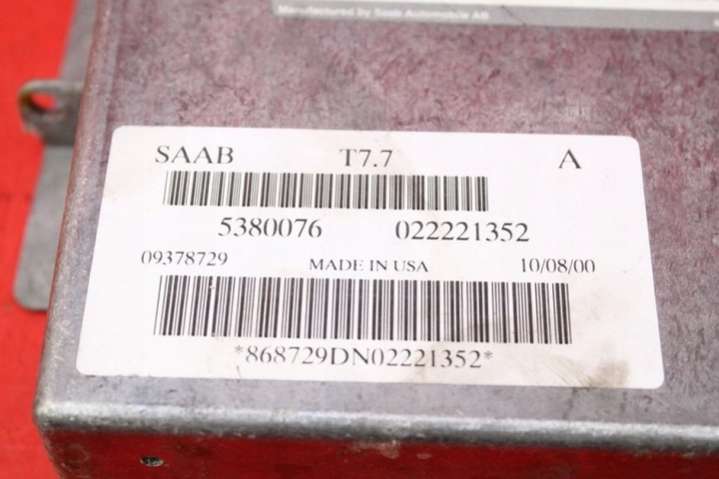 Manufactured by Saab Automobile AB
SAAB T7.7 A
5380076 022221352
09378729 MADE IN USA 10/08/00
*868729DN02221352*